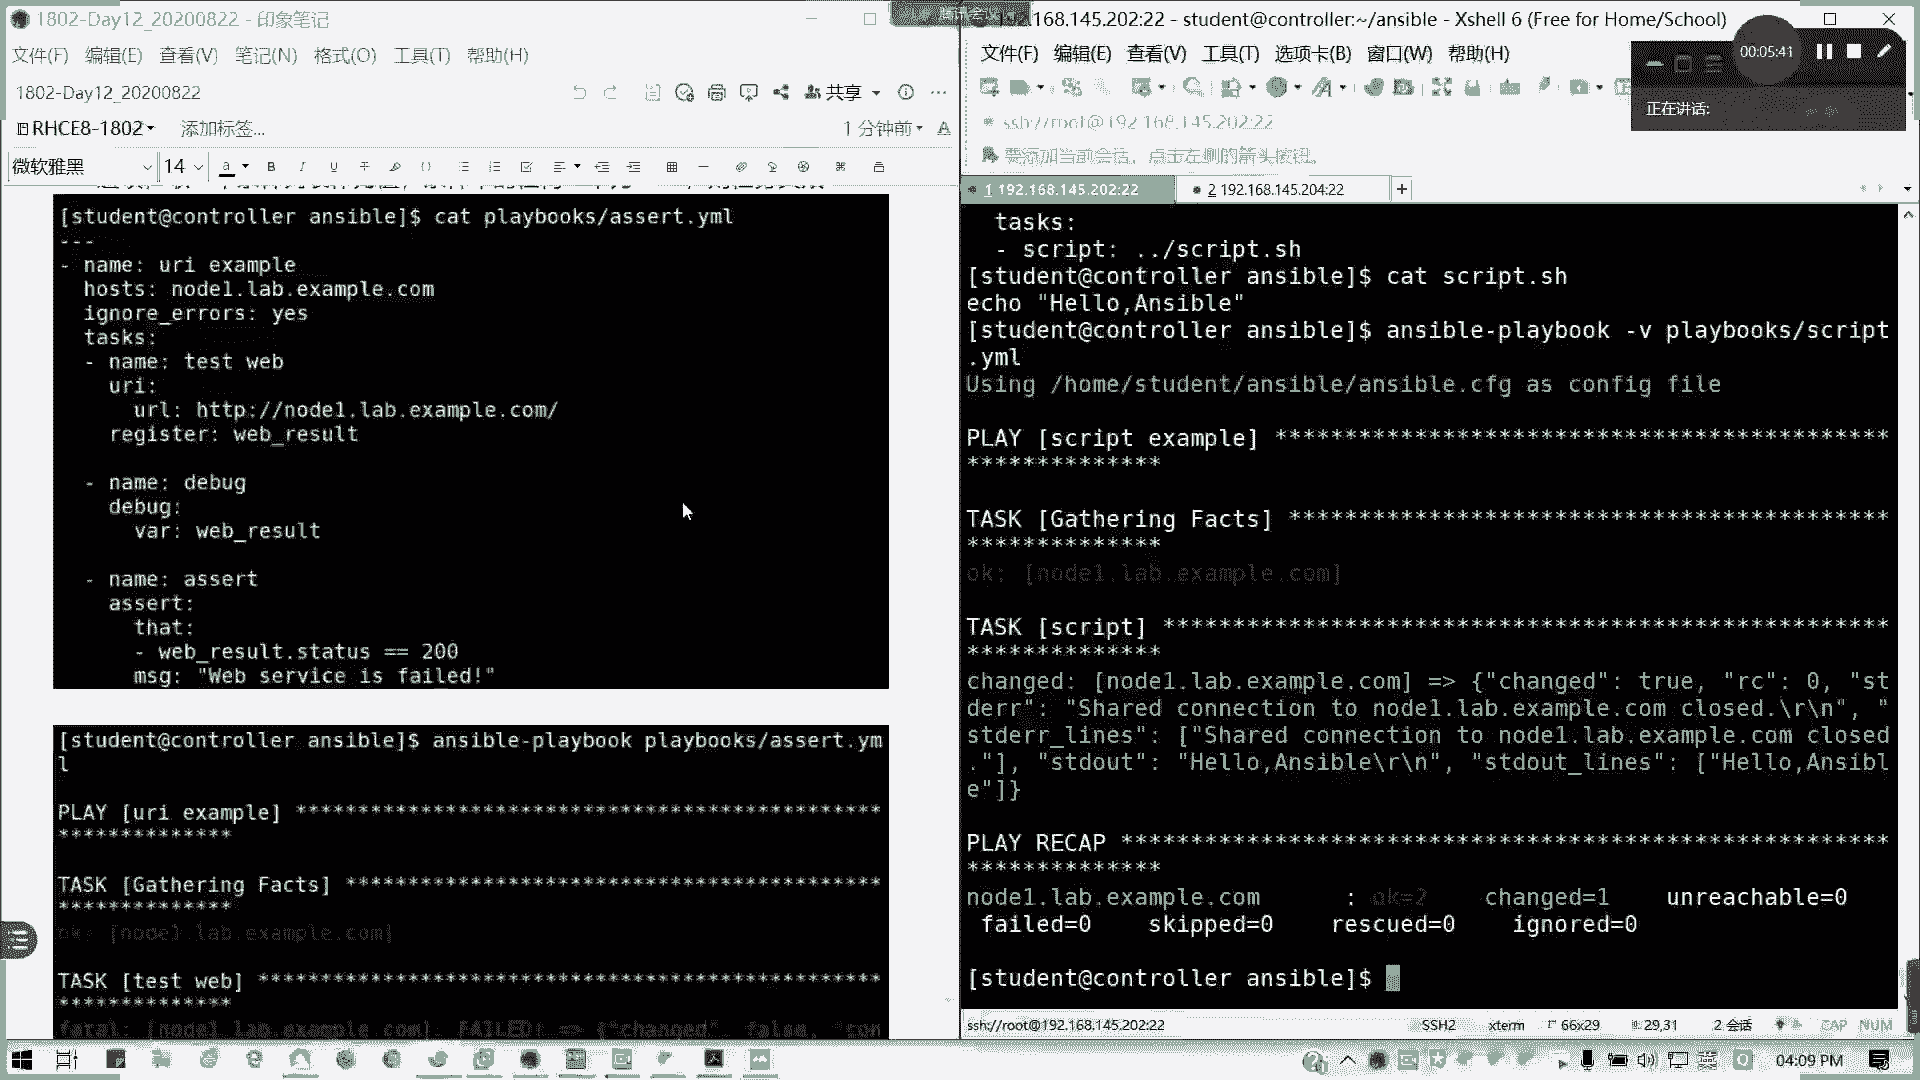 1802-Day12_20200822 - 印象笔记
文件(F) 编辑(E) 查看(V) 笔记(N) 格式(O) 工具(T) 帮助(H)
1802-Day12_20200822
共享
RHCE8-1802 添加标签...
1 分钟前
微软雅黑 14
[student@controller ansible]$ cat playbooks/assert.yml
---
- name: uri example
hosts: node1.lab.example.com
ignore_errors: yes
tasks:
- name: test web
uri:
url: http://node1.lab.example.com/
register: web_result
- name: debug
debug:
var: web_result
- name: assert
assert:
that:
- web_result.status == 200
msg: "Web service is failed!"
[student@controller ansible]$ ansible-playbook playbooks/assert.ym
l
PLAY [uri example] ***********************************************
**************
TASK [Gathering Facts] *******************************************
**************
ok: [node1.lab.example.com]
TASK [test web] **************************************************
**************
fatal: [node1.lab.example.com]: FAILED! => {"changed": false, "con
192.168.145.202:22 - student@controller:~/ansible - Xshell 6 (Free for Home/School)
文件(F) 编辑(E) 查看(V) 工具(T) 选项卡(B) 窗口(W) 帮助(H)
00:05:41
正在讲话:
ssh://root@192.168.145.202:22
要添加当前会话，点击左侧的箭头按钮。
1 192.168.145.202:22
2 192.168.145.204:22
+
tasks:
- script: ../script.sh
[student@controller ansible]$ cat script.sh
echo "Hello,Ansible"
[student@controller ansible]$ ansible-playbook -v playbooks/script
.yml
Using /home/student/ansible/ansible.cfg as config file
PLAY [script example] ********************************************
**************
TASK [Gathering Facts] *******************************************
**************
ok: [node1.lab.example.com]
TASK [script] ****************************************************
**************
changed: [node1.lab.example.com] => {"changed": true, "rc": 0, "st
derr": "Shared connection to node1.lab.example.com closed.\r\n", "
stderr_lines": ["Shared connection to node1.lab.example.com closed
."], "stdout": "Hello,Ansible\r\n", "stdout_lines": ["Hello,Ansibl
e"]}
PLAY RECAP *******************************************************
**************
node1.lab.example.com : ok=2 changed=1 unreachable=0
failed=0 skipped=0 rescued=0 ignored=0
[student@controller ansible]$
ssh://root@192.168.145.202:22 SSH2 xterm 66x29 29,31 2 会话 CAP NUM
英
04:09 PM